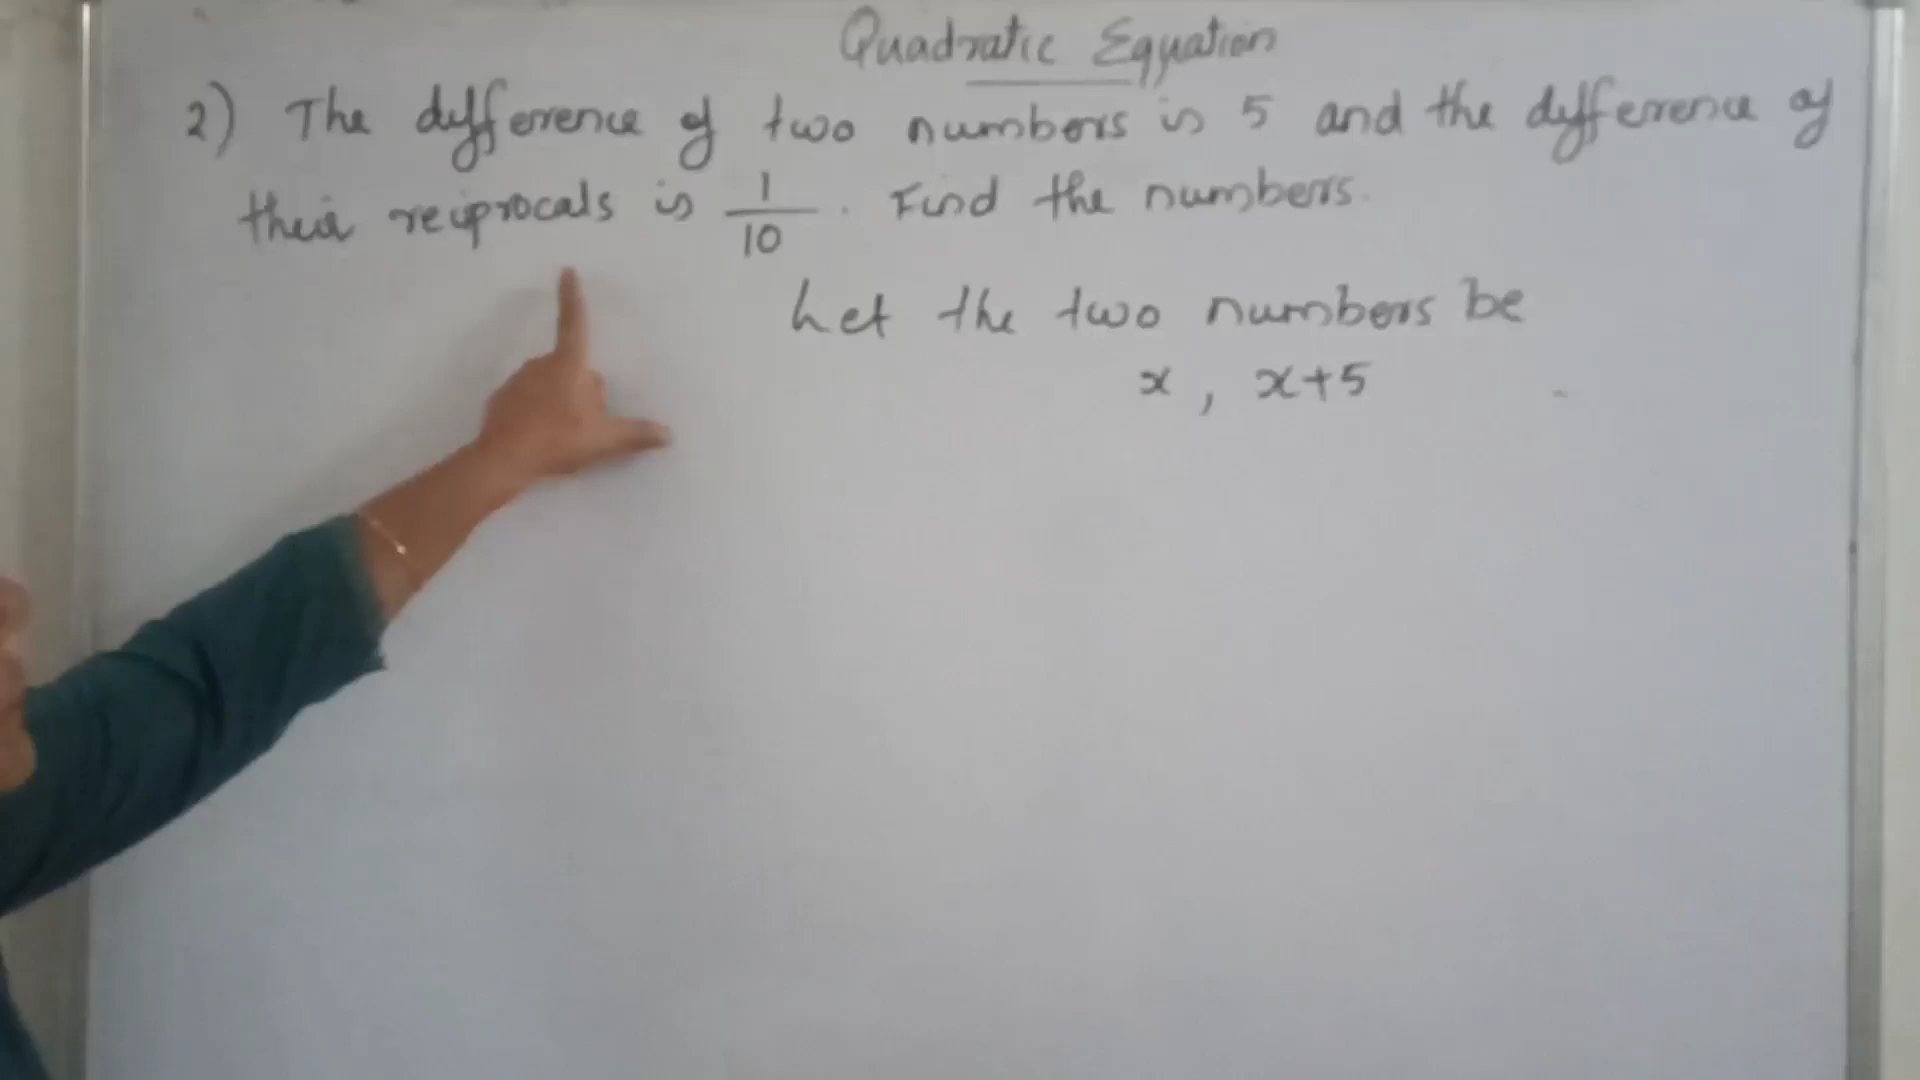 Quadratic Equation
2) The difference of two numbers is 5 and the difference of
their reciprocals is 1/10. Find the numbers.
Let the two numbers be
x, x+5